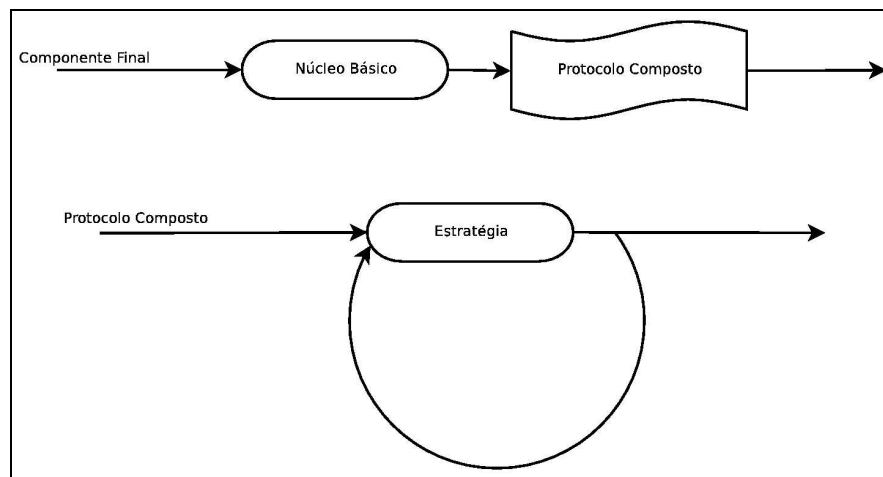 Componente Final
Núcleo Básico
Protocolo Composto
Protocolo Composto
Estratégia